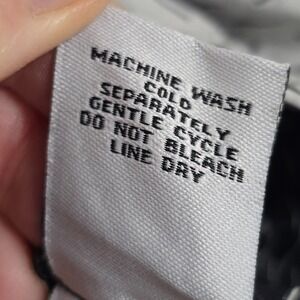 MACHINE WASH
COLD
SEPARATELY
GENTLE CYCLE
DO NOT BLEACH
LINE DRY